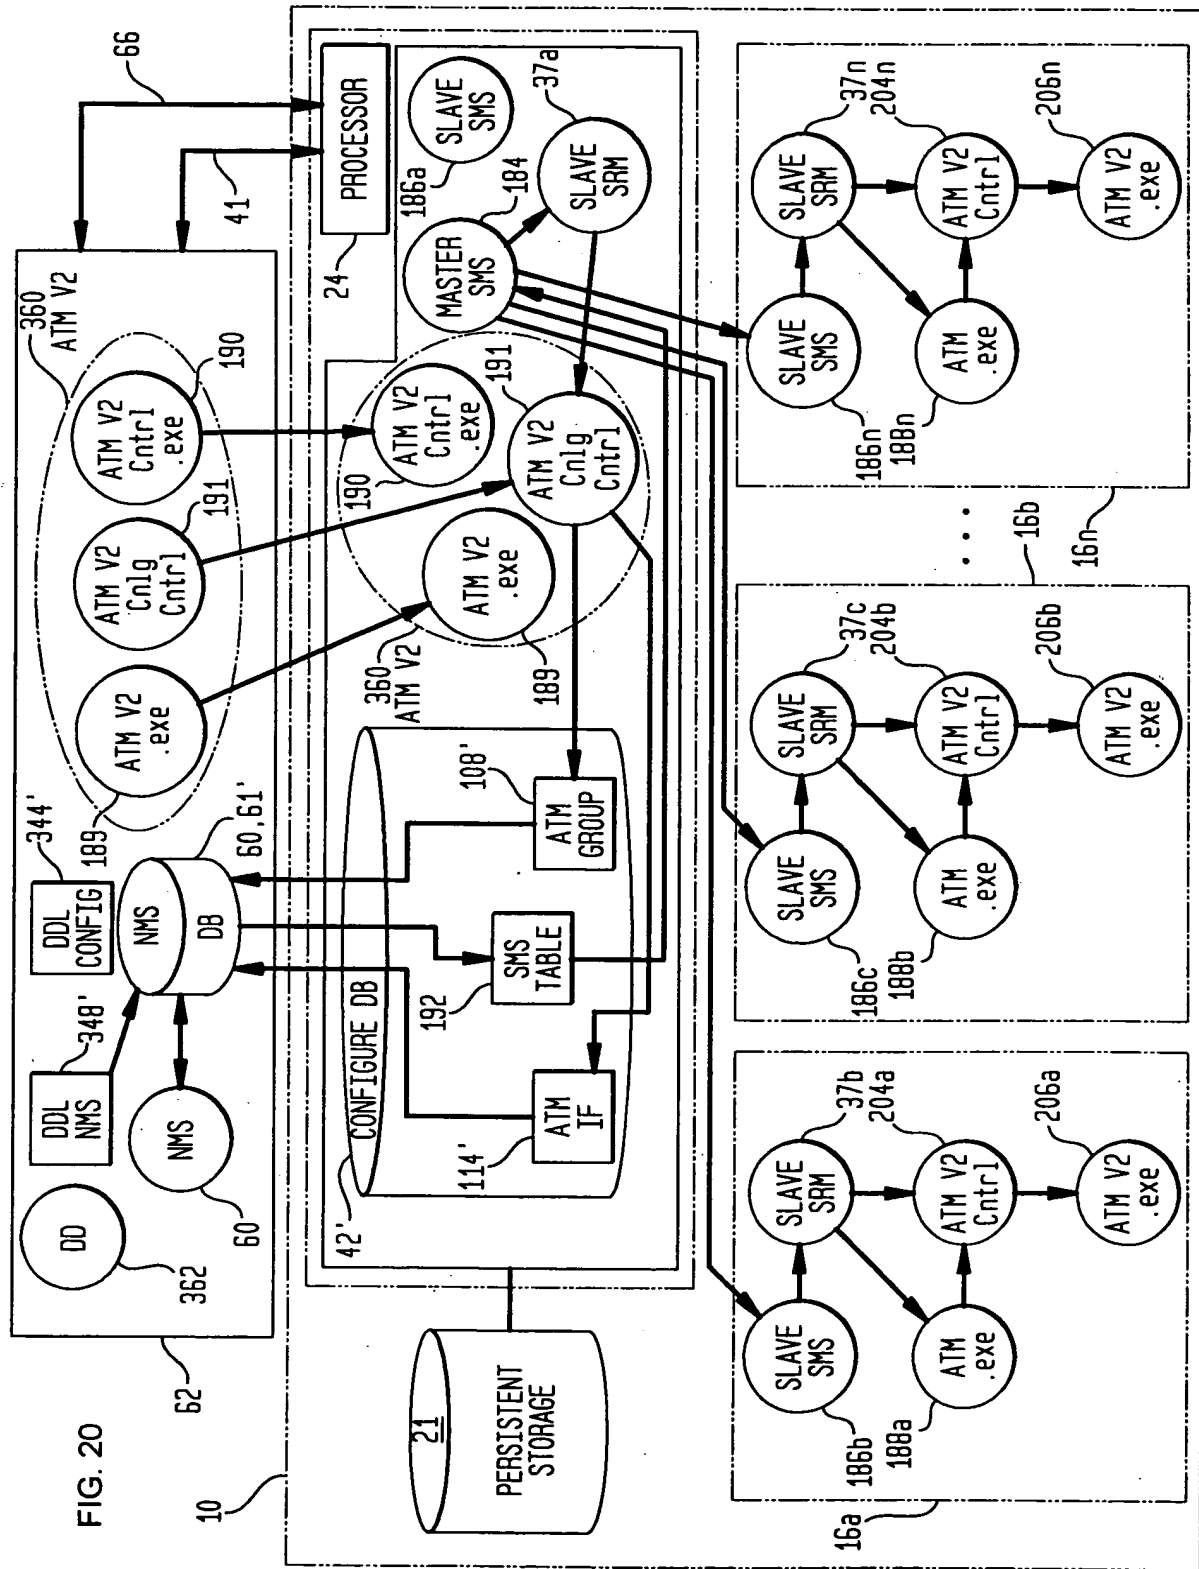 FIG. 20
62
DD
362
DDL
NMS
348'
NMS
60
DDL
CONFIG
344'
NMS
DB
60,61'
ATM V2
.exe
189
ATM V2
Cnlg
Cntrl
191
ATM V2
Cntrl
.exe
190
360
ATM V2
41
66
10
21
PERSISTENT
STORAGE
42'
CONFIGURE DB
ATM
IF
114'
SMS
TABLE
192
ATM
GROUP
108'
360
ATM V2
ATM V2
.exe
189
ATM V2
Cntrl
.exe
190
ATM V2
Cnlg
Cntrl
191
PROCESSOR
24
MASTER
SMS
184
SLAVE
SMS
186a
SLAVE
SRM
37a
16a
SLAVE
SMS
186b
SLAVE
SRM
37b
ATM
.exe
188a
ATM V2
Cntrl
204a
ATM V2
.exe
206a
16b
SLAVE
SMS
186c
SLAVE
SRM
37c
ATM
.exe
188b
ATM V2
Cntrl
204b
ATM V2
.exe
206b
• • •
16n
SLAVE
SMS
186n
SLAVE
SRM
37n
ATM
.exe
188n
ATM V2
Cntrl
204n
ATM V2
.exe
206n